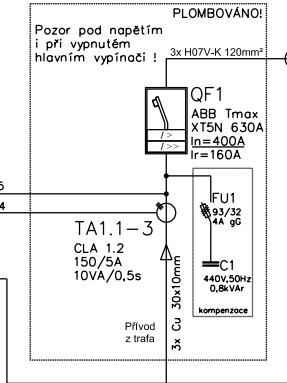 PLOMBOVÁNO!
Pozor pod napětím
i při vypnutém
hlavním vypínači !
3x H07V-K 120mm²
QF1
ABB Tmax
XT5N 630A
In=400A
Ir=160A
I >
I >>
5
4
TA1.1-3
CLA 1.2
150/5A
10VA/0,5s
FU1
93/32
4A gG
C1
440V,50Hz
0,8kVAr
kompenzace
Přívod
z trafa
3x Cu 30x10mm